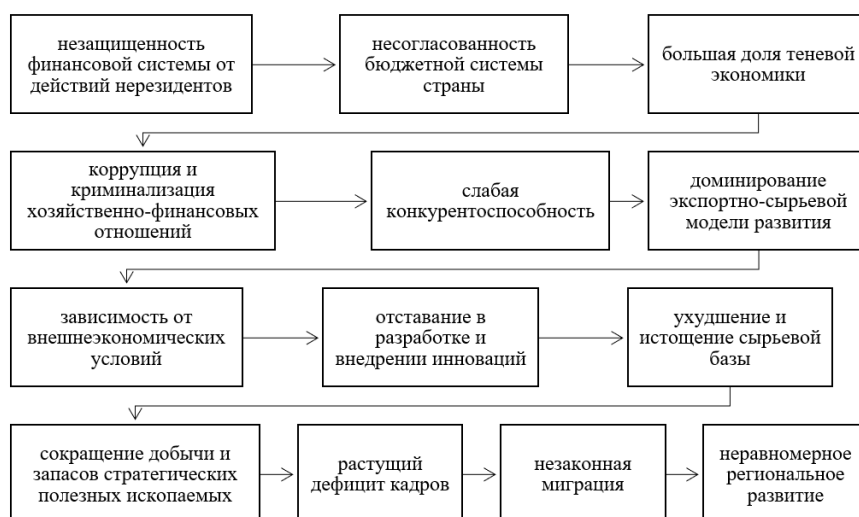 незащищенность
финансовой системы от
действий нерезидентов
несогласованность
бюджетной системы
страны
большая доля теневой
экономики
коррупция и
криминализация
хозяйственно-финансовых
отношений
слабая
конкурентоспособность
доминирование
экспортно-сырьевой
модели развития
зависимость от
внешнеэкономических
условий
отставание в
разработке и
внедрении инноваций
ухудшение и
истощение сырьевой
базы
сокращение добычи и
запасов стратегических
полезных ископаемых
растущий
дефицит кадров
незаконная
миграция
неравномерное
региональное
развитие